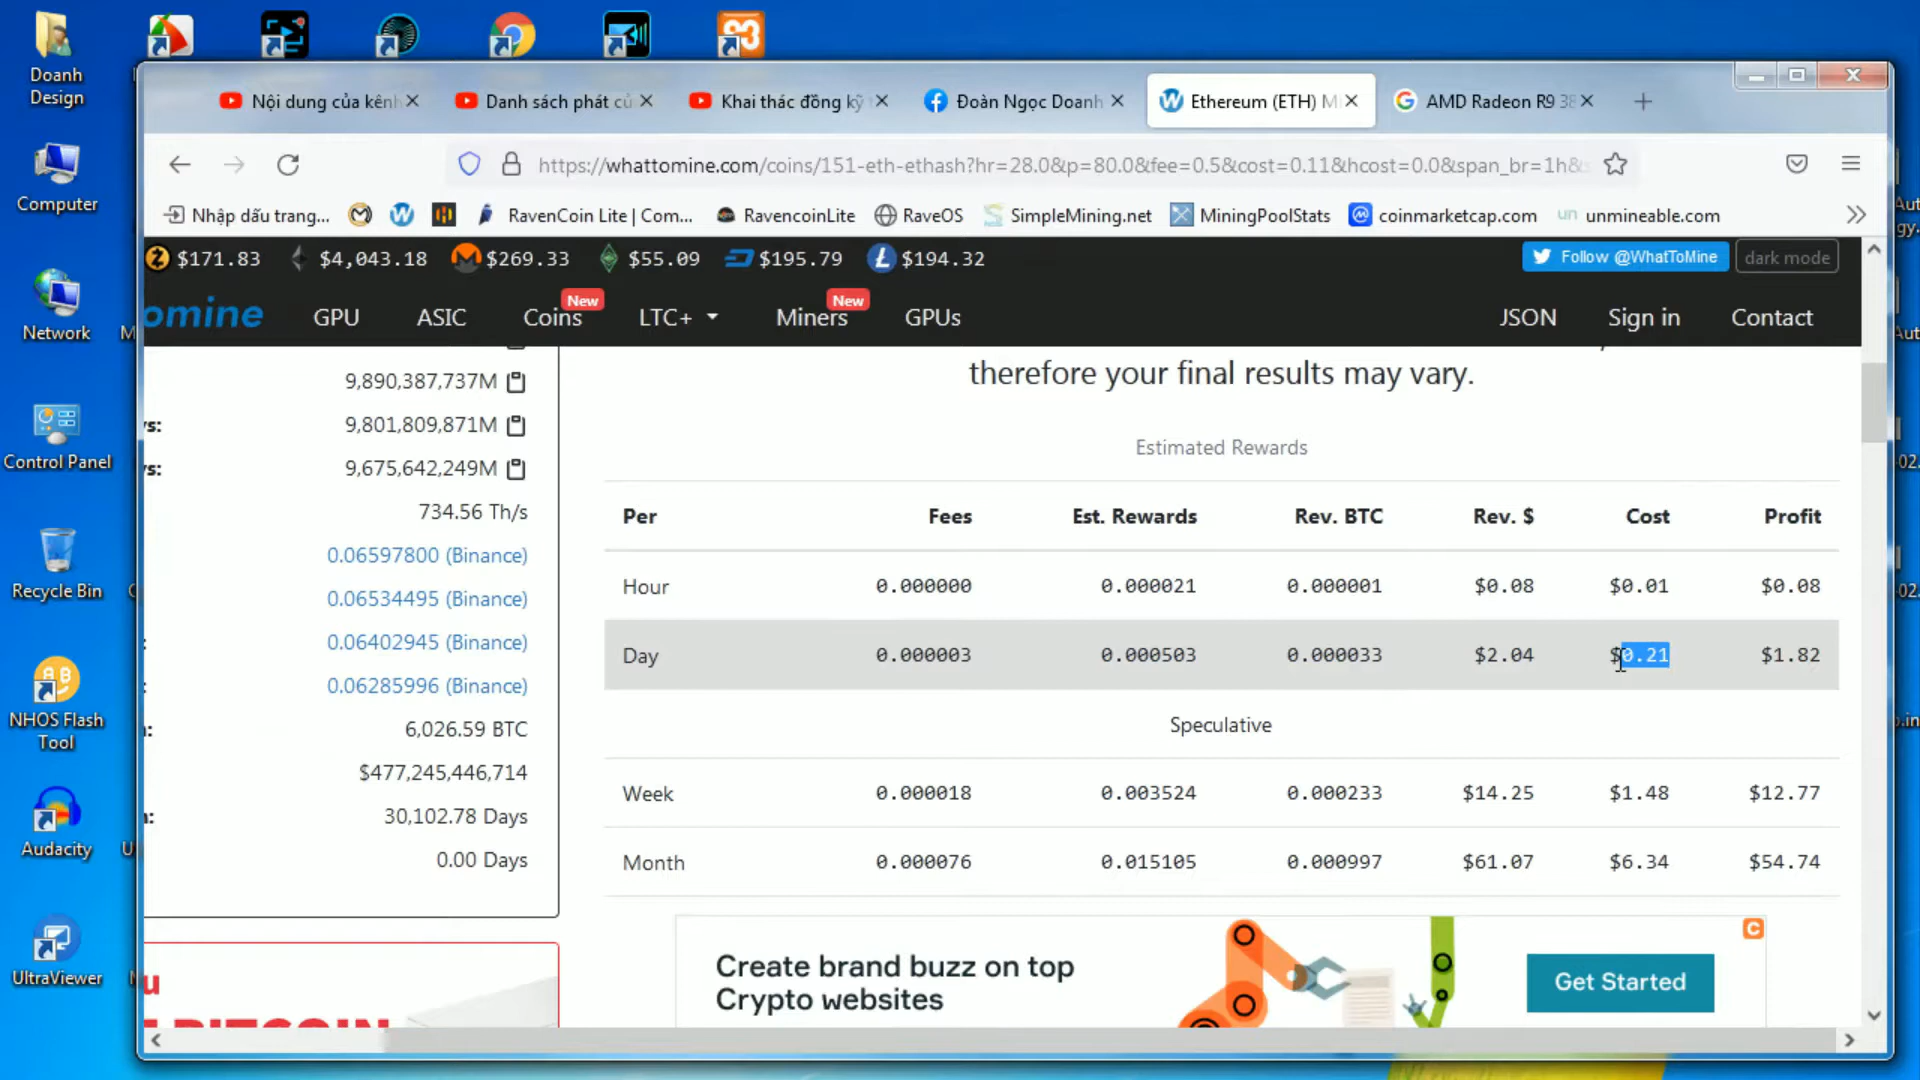 Doanh
Design
Computer
Network
Control Panel
Recycle Bin
NHOS Flash
Tool
Audacity
UltraViewer
Nội dung của kênh
Danh sách phát củ
Khai thác đồng kỹ t
Đoàn Ngọc Doanh
Ethereum (ETH) M
AMD Radeon R9 38
https://whattomine.com/coins/151-eth-ethash?hr=28.0&p=80.0&fee=0.5&cost=0.11&hcost=0.0&span_br=1h&s
Nhập dấu trang...
RavenCoin Lite | Com...
RavencoinLite
RaveOS
SimpleMining.net
MiningPoolStats
coinmarketcap.com
unmineable.com
$171.83 $4,043.18 $269.33 $55.09 $195.79 $194.32
Follow @WhatToMine
dark mode
omine
GPU
ASIC
Coins New
LTC+
Miners New
GPUs
JSON
Sign in
Contact
9,890,387,737M
s: 9,801,809,871M
s: 9,675,642,249M
734.56 Th/s
0.06597800 (Binance)
0.06534495 (Binance)
0.06402945 (Binance)
0.06285996 (Binance)
: 6,026.59 BTC
$477,245,446,714
: 30,102.78 Days
0.00 Days
therefore your final results may vary.
Estimated Rewards
Per Fees Est. Rewards Rev. BTC Rev. $ Cost Profit
Hour 0.000000 0.000021 0.000001 $0.08 $0.01 $0.08
Day 0.000003 0.000503 0.000033 $2.04 $0.21 $1.82
Speculative
Week 0.000018 0.003524 0.000233 $14.25 $1.48 $12.77
Month 0.000076 0.015105 0.000997 $61.07 $6.34 $54.74
Create brand buzz on top
Crypto websites
Get Started